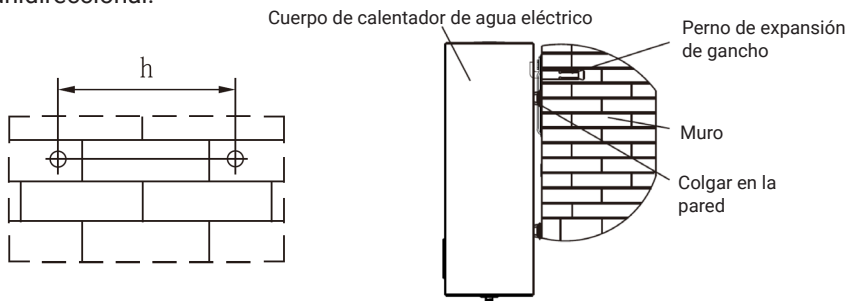 Cuerpo de calentador de agua eléctrico
Perno de expansión
de gancho
h
Muro
Colgar en la
pared